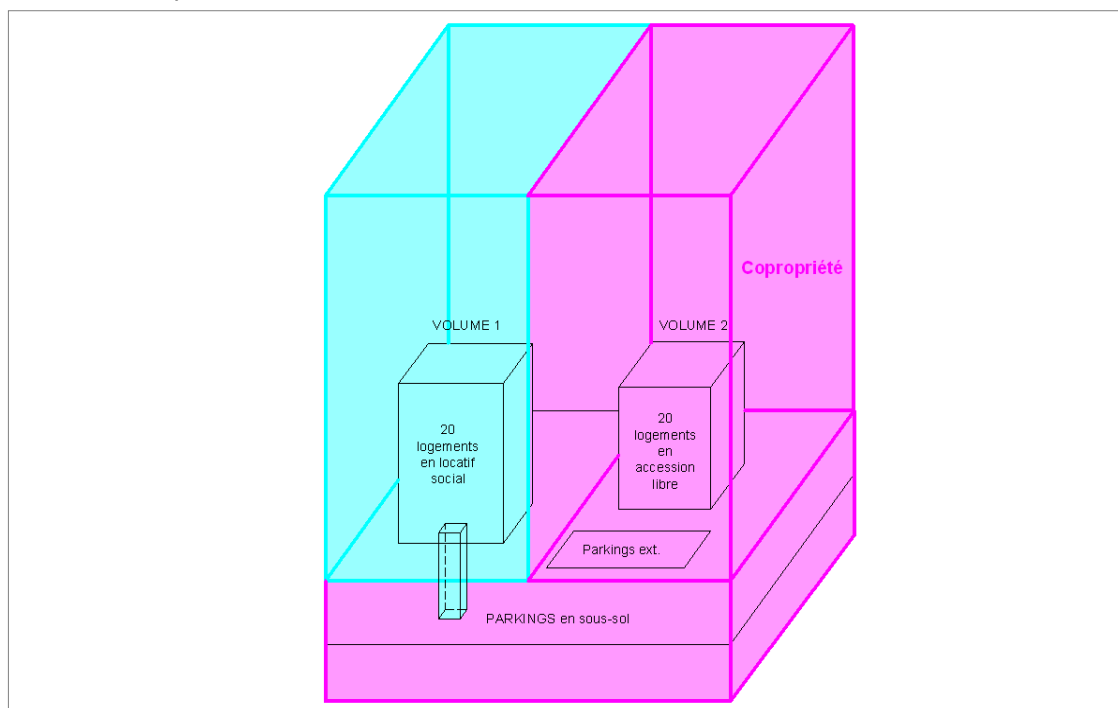 Copropriété
VOLUME 1
VOLUME 2
20
logements
en locatif
social
20
logements
en
accession
libre
Parkings ext.
PARKINGS en sous-sol